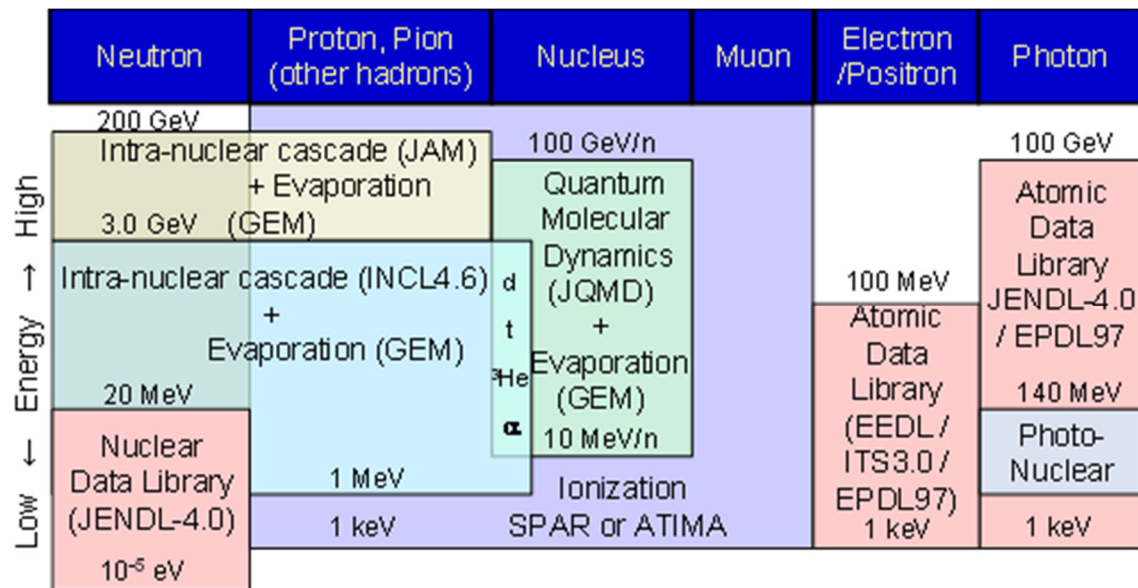 Neutron
Proton, Pion
(other hadrons)
Nucleus
Muon
Electron
/Positron
Photon
Low ← Energy → High
200 GeV
Intra-nuclear cascade (JAM)
+ Evaporation
3.0 GeV (GEM)
Intra-nuclear cascade (INCL4.6)
+
Evaporation (GEM)
d
t
³He
α
20 MeV
Nuclear
Data Library
(JENDL-4.0)
10⁻⁵ eV
1 MeV
1 keV
100 GeV/n
Quantum
Molecular
Dynamics
(JQMD)
+
Evaporation
(GEM)
10 MeV/n
Ionization
SPAR or ATIMA
100 MeV
Atomic
Data
Library
(EEDL /
ITS3.0 /
EPDL97)
1 keV
100 GeV
Atomic
Data
Library
JENDL-4.0
/ EPDL97
140 MeV
Photo-
Nuclear
1 keV